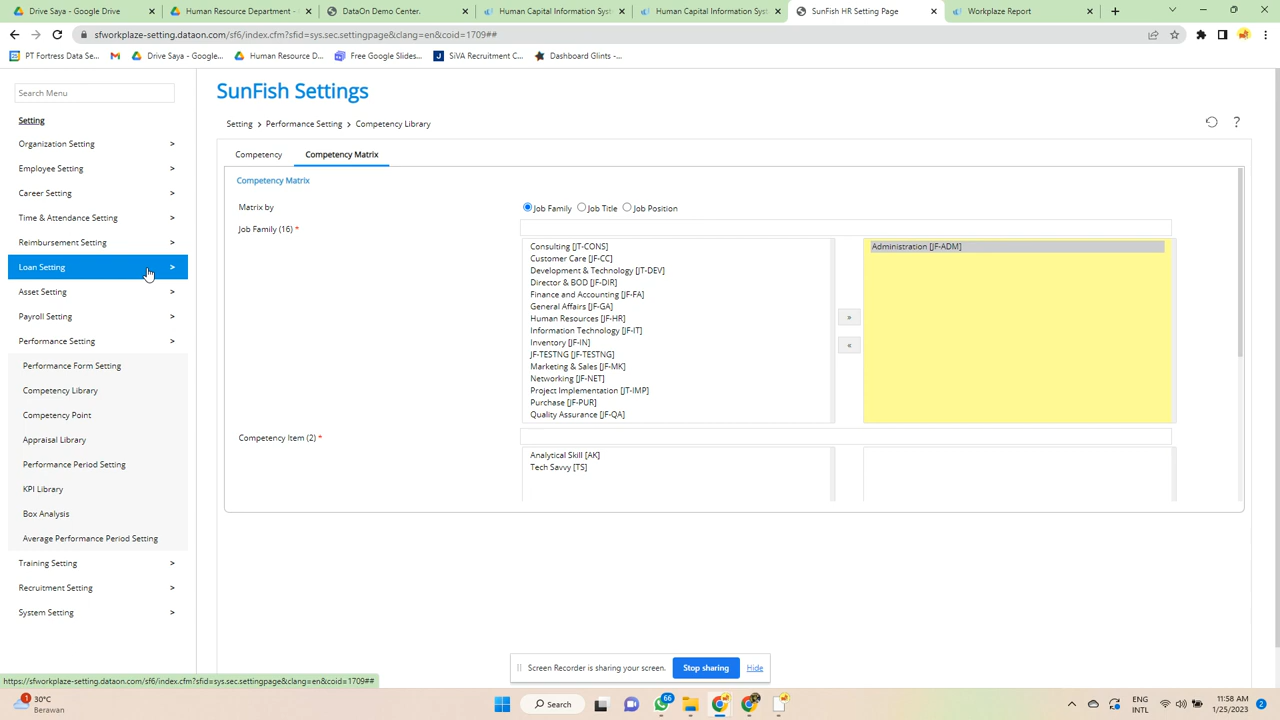 Drive Saya - Google Drive
Human Resource Department -
DataOn Demo Center.
Human Capital Information Syst
Human Capital Information Syst
SunFish HR Setting Page
Workplaze Report
sfworkplaze-setting.dataon.com/sf6/index.cfm?sfid=sys.sec.settingpage&clang=en&coid=1709##
PT Fortress Data Se...
Drive Saya - Google...
Human Resource D...
Free Google Slides...
SiVA Recruitment C...
Dashboard Glints -...
Search Menu
SunFish Settings
Setting
Setting > Performance Setting > Competency Library
?
Organization Setting >
Employee Setting >
Career Setting >
Time & Attendance Setting >
Reimbursement Setting >
Loan Setting >
Asset Setting >
Payroll Setting >
Performance Setting >
Performance Form Setting
Competency Library
Competency Point
Appraisal Library
Performance Period Setting
KPI Library
Box Analysis
Average Performance Period Setting
Training Setting >
Recruitment Setting >
System Setting >
Competency
Competency Matrix
Competency Matrix
Matrix by
Job Family Job Title Job Position
Job Family (16) *
Consulting [JT-CONS]
Customer Care [JF-CC]
Development & Technology [JT-DEV]
Director & BOD [JF-DIR]
Finance and Accounting [JF-FA]
General Affairs [JF-GA]
Human Resources [JF-HR]
Information Technology [JF-IT]
Inventory [JF-IN]
JF-TESTNG [JF-TESTNG]
Marketing & Sales [JF-MK]
Networking [JF-NET]
Project Implementation [JT-IMP]
Purchase [JF-PUR]
Quality Assurance [JF-QA]
»
«
Administration [JF-ADM]
Competency Item (2) *
Analytical Skill [AK]
Tech Savvy [TS]
Screen Recorder is sharing your screen.
Stop sharing
Hide
https://sfworkplaze-setting.dataon.com/sf6/index.cfm?sfid=sys.sec.settingpage&clang=en&coid=1709##
1
30°C
Berawan
Search
66
ENG
INTL
11:58 AM
1/25/2023
2